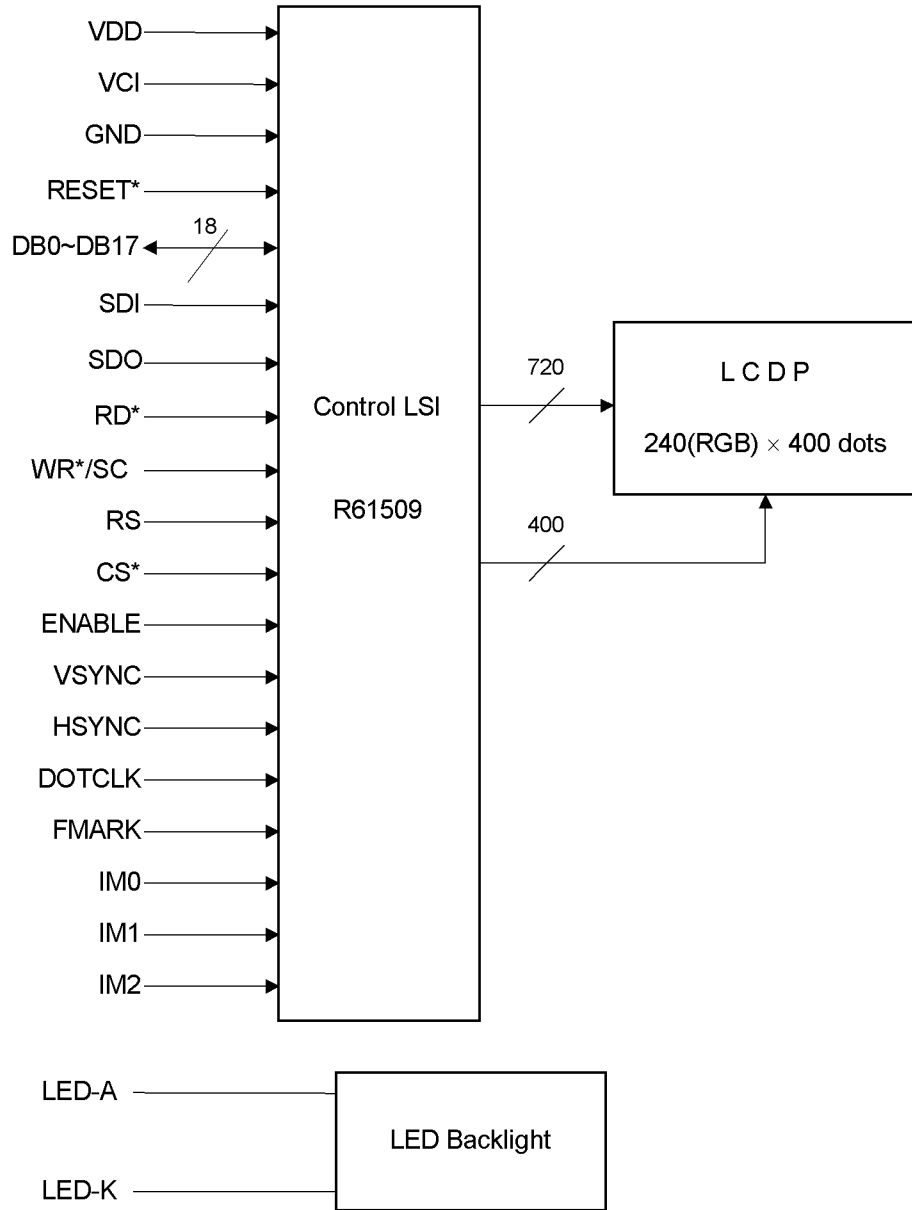 VDD
VCI
GND
RESET*
18
DB0~DB17
SDI
SDO
RD*
WR*/SC
RS
CS*
ENABLE
VSYNC
HSYNC
DOTCLK
FMARK
IM0
IM1
IM2
Control LSI
R61509
720
400
L C D P
240(RGB) × 400 dots
LED-A
LED-K
LED Backlight